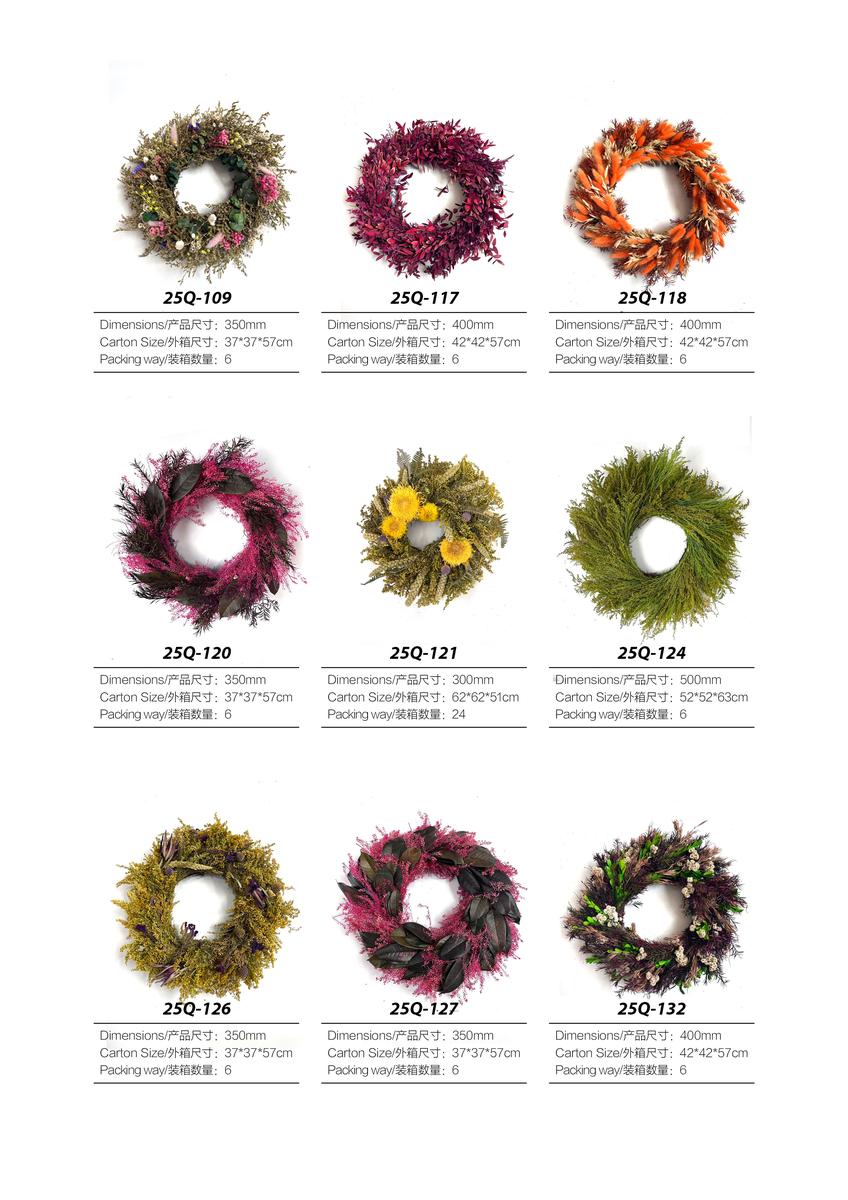 25Q-109
Dimensions/产品尺寸：350mm
Carton Size/外箱尺寸：37*37*57cm
Packing way/装箱数量：6
25Q-117
Dimensions/产品尺寸：400mm
Carton Size/外箱尺寸：42*42*57cm
Packing way/装箱数量：6
25Q-118
Dimensions/产品尺寸：400mm
Carton Size/外箱尺寸：42*42*57cm
Packing way/装箱数量：6
25Q-120
Dimensions/产品尺寸：350mm
Carton Size/外箱尺寸：37*37*57cm
Packing way/装箱数量：6
25Q-121
Dimensions/产品尺寸：300mm
Carton Size/外箱尺寸：62*62*51cm
Packing way/装箱数量：24
25Q-124
Dimensions/产品尺寸：500mm
Carton Size/外箱尺寸：52*52*63cm
Packing way/装箱数量：6
25Q-126
Dimensions/产品尺寸：350mm
Carton Size/外箱尺寸：37*37*57cm
Packing way/装箱数量：6
25Q-127
Dimensions/产品尺寸：350mm
Carton Size/外箱尺寸：37*37*57cm
Packing way/装箱数量：6
25Q-132
Dimensions/产品尺寸：400mm
Carton Size/外箱尺寸：42*42*57cm
Packing way/装箱数量：6